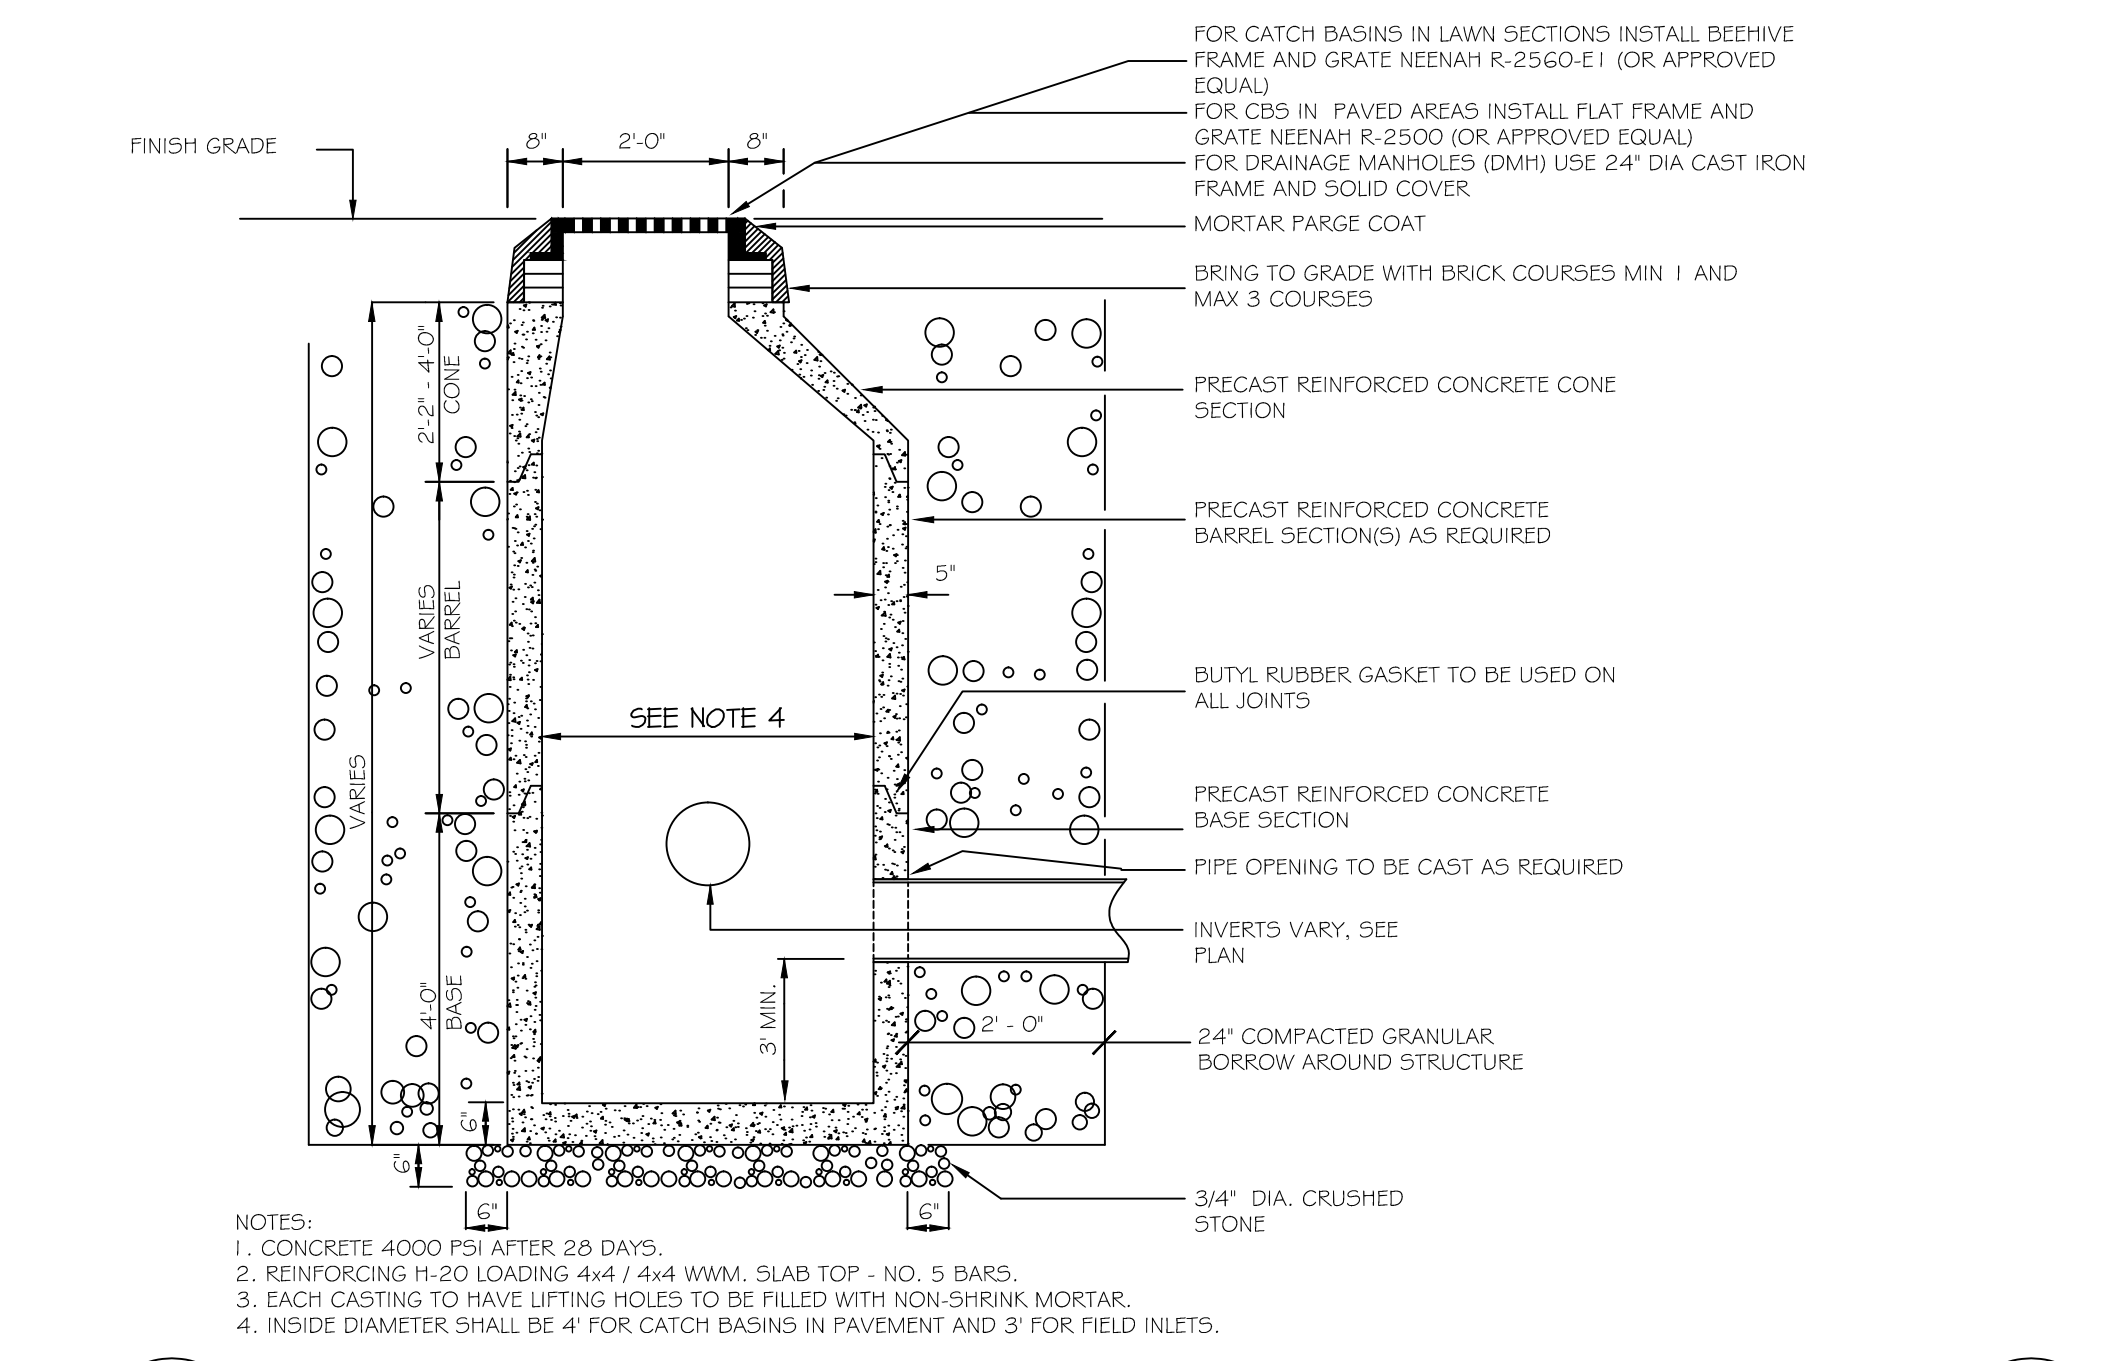 FOR CATCH BASINS IN LAWN SECTIONS INSTALL BEEHIVE
FRAME AND GRATE NEENAH R-2560-E1 (OR APPROVED
EQUAL)
FOR CBS IN PAVED AREAS INSTALL FLAT FRAME AND
GRATE NEENAH R-2500 (OR APPROVED EQUAL)
FOR DRAINAGE MANHOLES (DMH) USE 24" DIA CAST IRON
FRAME AND SOLID COVER
FINISH GRADE
8"
2'-0"
8"
MORTAR PARGE COAT
BRING TO GRADE WITH BRICK COURSES MIN 1 AND
MAX 3 COURSES
2'-2" - 4'-0"
CONE
PRECAST REINFORCED CONCRETE CONE
SECTION
PRECAST REINFORCED CONCRETE
BARREL SECTION(S) AS REQUIRED
5"
VARIES
BARREL
BUTYL RUBBER GASKET TO BE USED ON
ALL JOINTS
SEE NOTE 4
VARIES
PRECAST REINFORCED CONCRETE
BASE SECTION
PIPE OPENING TO BE CAST AS REQUIRED
INVERTS VARY, SEE
PLAN
4'-0"
BASE
3' MIN.
2' - 0"
24" COMPACTED GRANULAR
BORROW AROUND STRUCTURE
6"
6"
6"
6"
3/4" DIA. CRUSHED
STONE
NOTES:
1. CONCRETE 4000 PSI AFTER 28 DAYS.
2. REINFORCING H-20 LOADING 4x4 / 4x4 WWM. SLAB TOP - NO. 5 BARS.
3. EACH CASTING TO HAVE LIFTING HOLES TO BE FILLED WITH NON-SHRINK MORTAR.
4. INSIDE DIAMETER SHALL BE 4' FOR CATCH BASINS IN PAVEMENT AND 3' FOR FIELD INLETS.